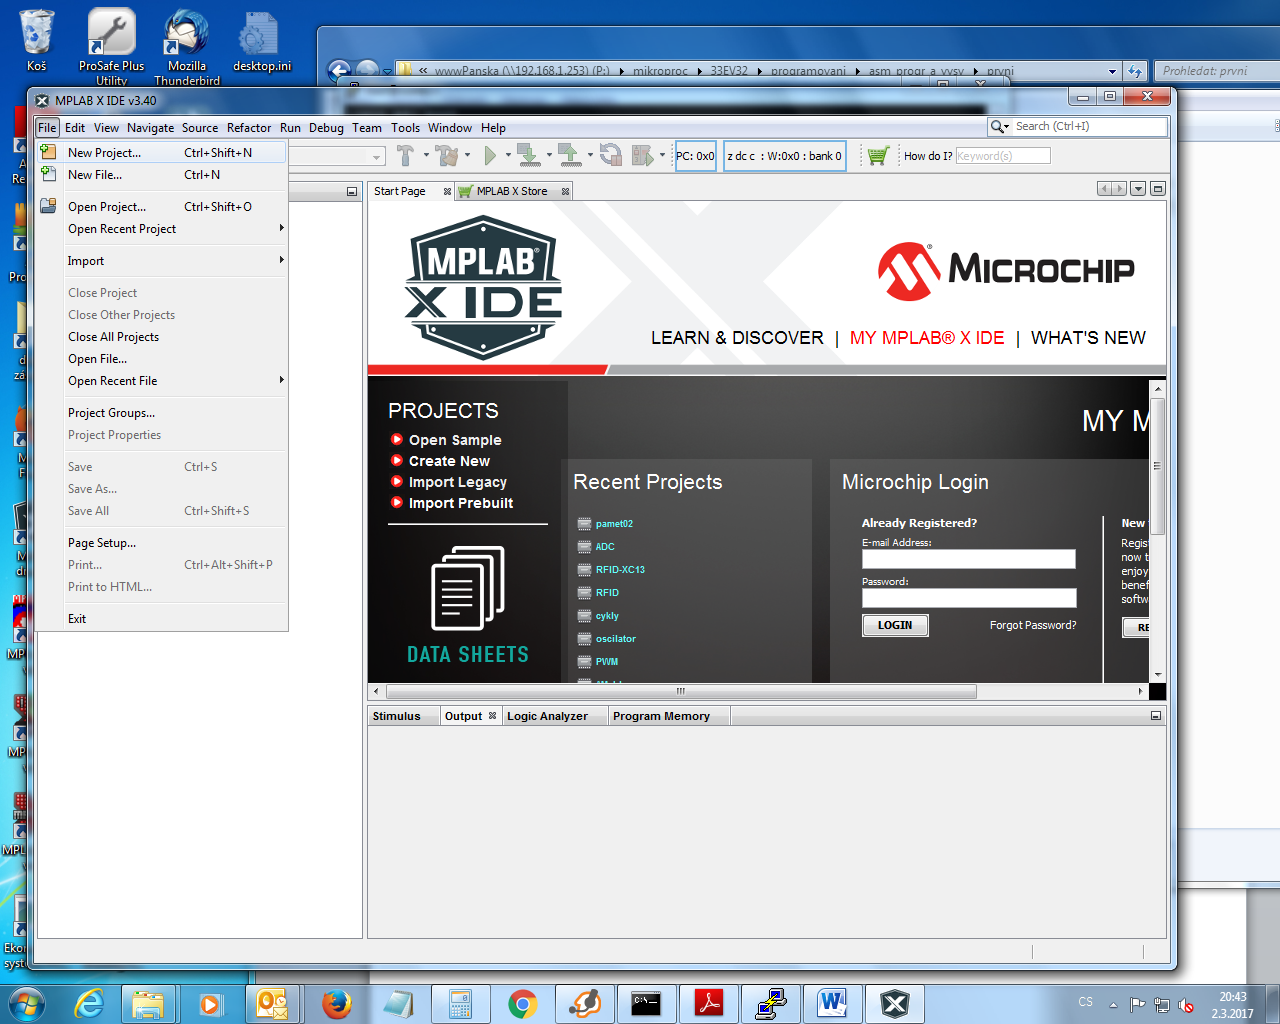 Koš
ProSafe Plus
Utility
Mozilla
Thunderbird
desktop.ini
« wwwPanska (\\192.168.1.253) (P:) ▸ mikroproc ▸ 33EV32 ▸ programovani ▸ asm_progr_a_vysv ▸ první
Prohledat: první
MPLAB X IDE v3.40
File Edit View Navigate Source Refactor Run Debug Team Tools Window Help
Search (Ctrl+I)
New Project... Ctrl+Shift+N
New File... Ctrl+N
Open Project... Ctrl+Shift+O
Open Recent Project
Import
Close Project
Close Other Projects
Close All Projects
Open File...
Open Recent File
Project Groups...
Project Properties
Save Ctrl+S
Save As...
Save All Ctrl+Shift+S
Page Setup...
Print... Ctrl+Alt+Shift+P
Print to HTML...
Exit
PC: 0x0
z dc c : W:0x0 : bank 0
How do I? Keyword(s)
Start Page
MPLAB X Store
MPLAB®
X IDE
MICROCHIP
LEARN & DISCOVER | MY MPLAB® X IDE | WHAT'S NEW
PROJECTS
Open Sample
Create New
Import Legacy
Import Prebuilt
DATA SHEETS
MY M
Recent Projects
pamet02
ADC
RFID-XC13
RFID
cykly
oscilator
PWM
Microchip Login
Already Registered?
E-mail Address:
Password:
LOGIN
Forgot Password?
New
Regis
now t
enjoy
benef
softw
RE
Stimulus
Output
Logic Analyzer
Program Memory
CS
20:43
2.3.2017